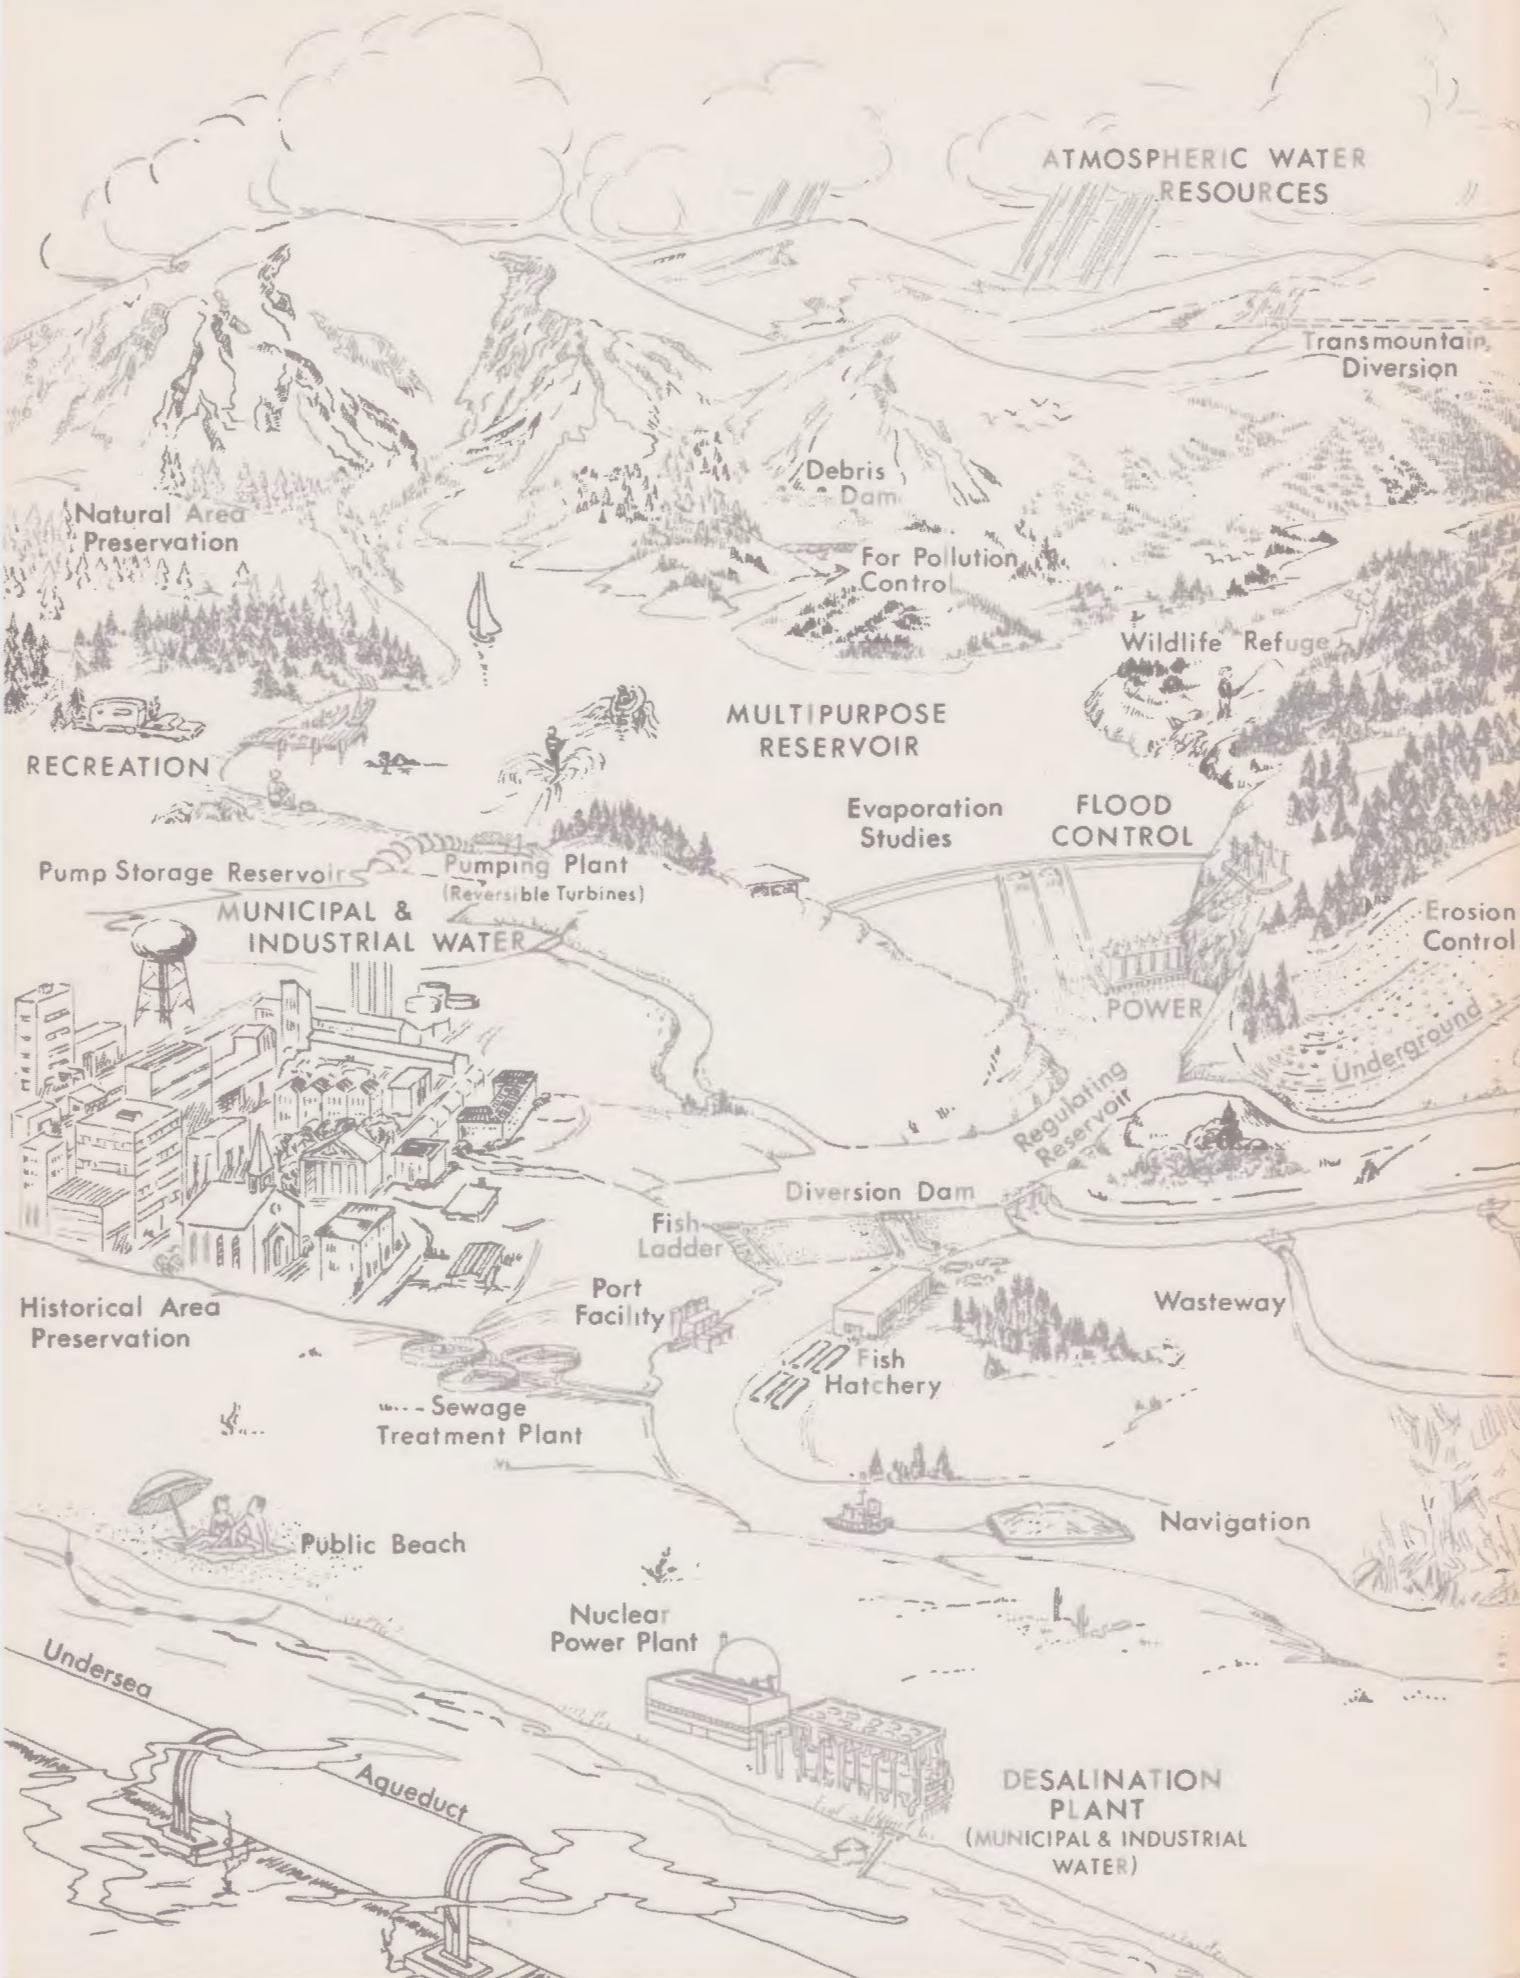 ATMOSPHERIC WATER
RESOURCES
Transmountain
Diversion
Debris
Dam
Natural Area
Preservation
For Pollution
Control
Wildlife Refuge
MULTIPURPOSE
RESERVOIR
RECREATION
Evaporation
Studies
FLOOD
CONTROL
Pump Storage Reservoir
Pumping Plant
(Reversible Turbines)
MUNICIPAL &
INDUSTRIAL WATER
Erosion
Control
POWER
Underground
Regulating
Reservoir
Diversion Dam
Fish
Ladder
Port
Facility
Wasteway
Historical Area
Preservation
Fish
Hatchery
Sewage
Treatment Plant
Navigation
Public Beach
Nuclear
Power Plant
Undersea
Aqueduct
DESALINATION
PLANT
(MUNICIPAL & INDUSTRIAL
WATER)